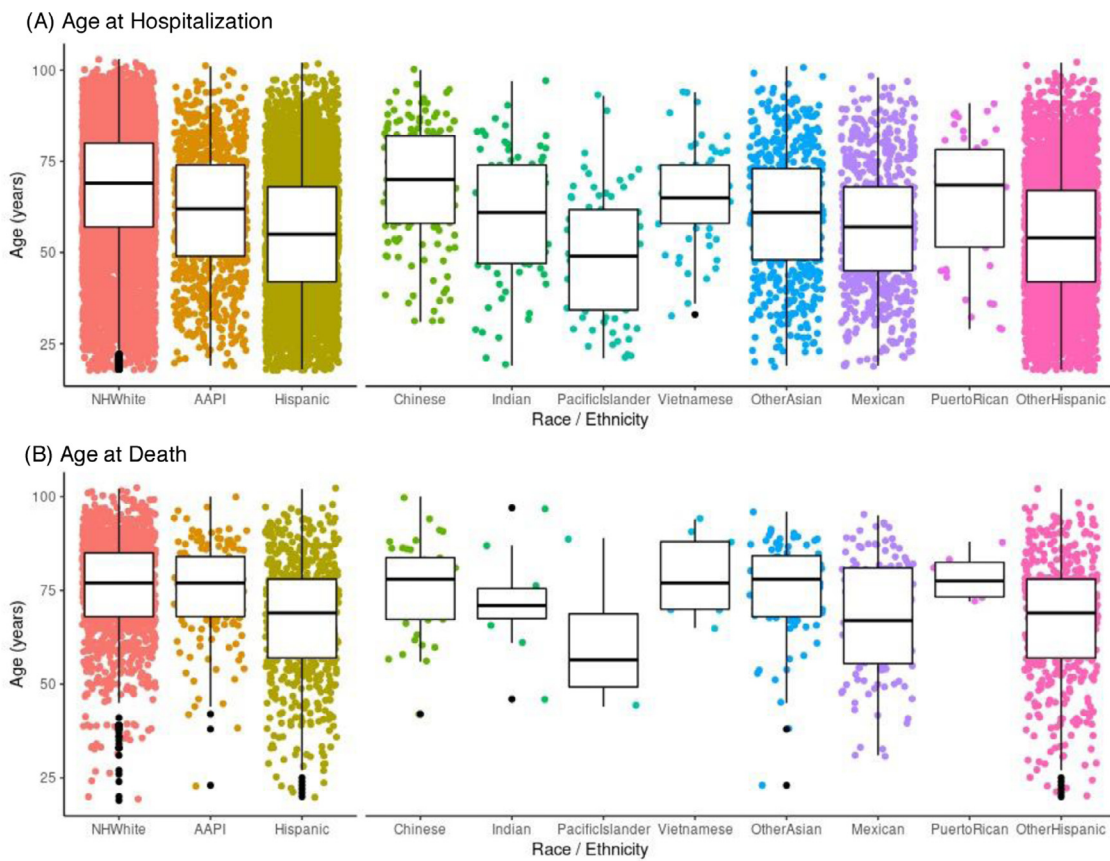 (A) Age at Hospitalization
Age (years)
100
75
50
25
NHWhite AAPI Hispanic Chinese Indian PacificIslander Vietnamese OtherAsian Mexican PuertoRican OtherHispanic
Race / Ethnicity
(B) Age at Death
Age (years)
100
75
50
25
NHWhite AAPI Hispanic Chinese Indian PacificIslander Vietnamese OtherAsian Mexican PuertoRican OtherHispanic
Race / Ethnicity